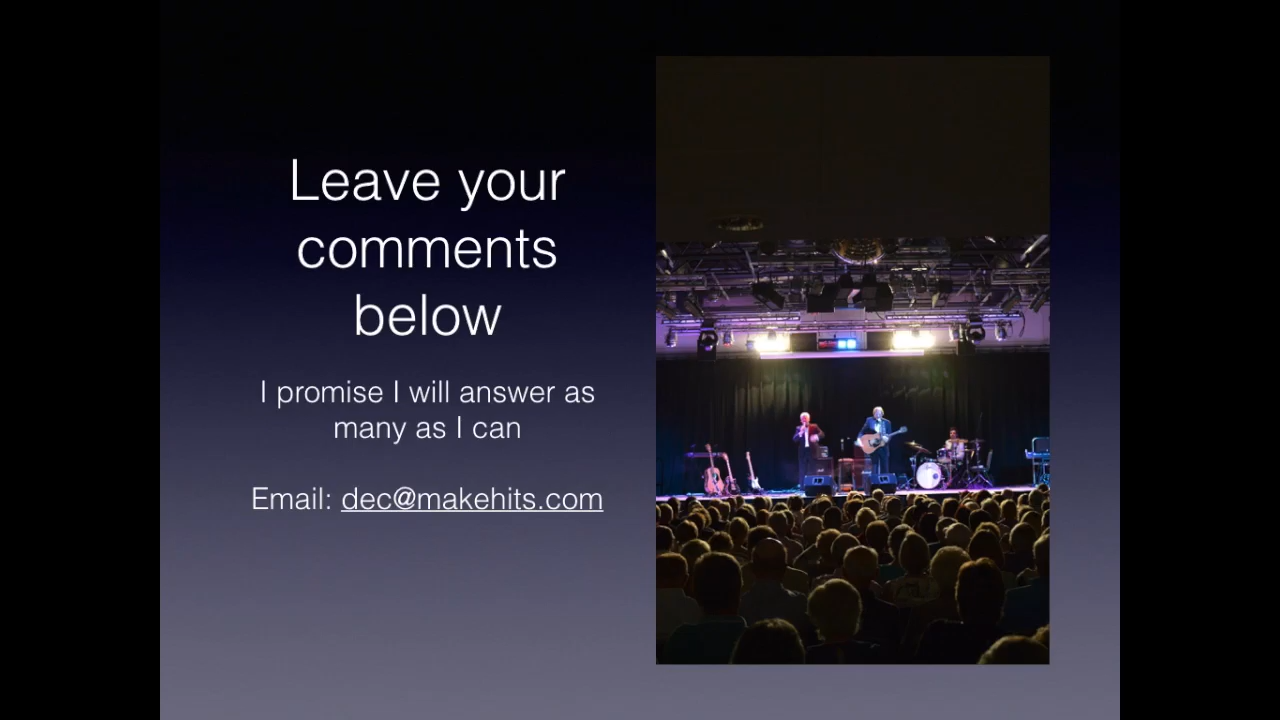 Leave your
comments
below
I promise I will answer as
many as I can
Email: dec@makehits.com